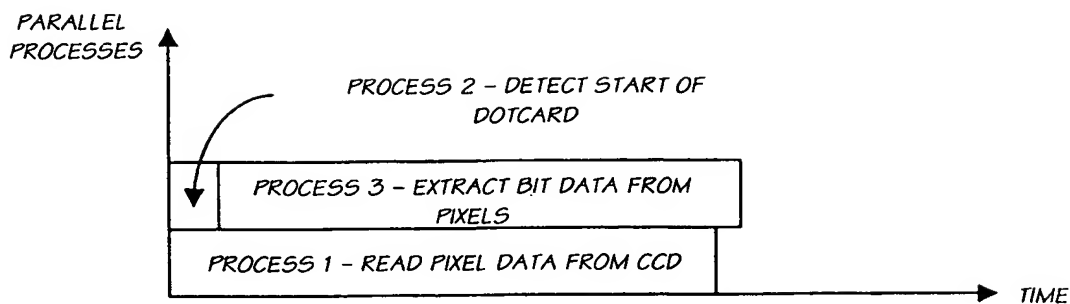 PARALLEL
PROCESSES
PROCESS 2 – DETECT START OF
DOTCARD
PROCESS 3 – EXTRACT BIT DATA FROM
PIXELS
PROCESS 1 – READ PIXEL DATA FROM CCD
TIME